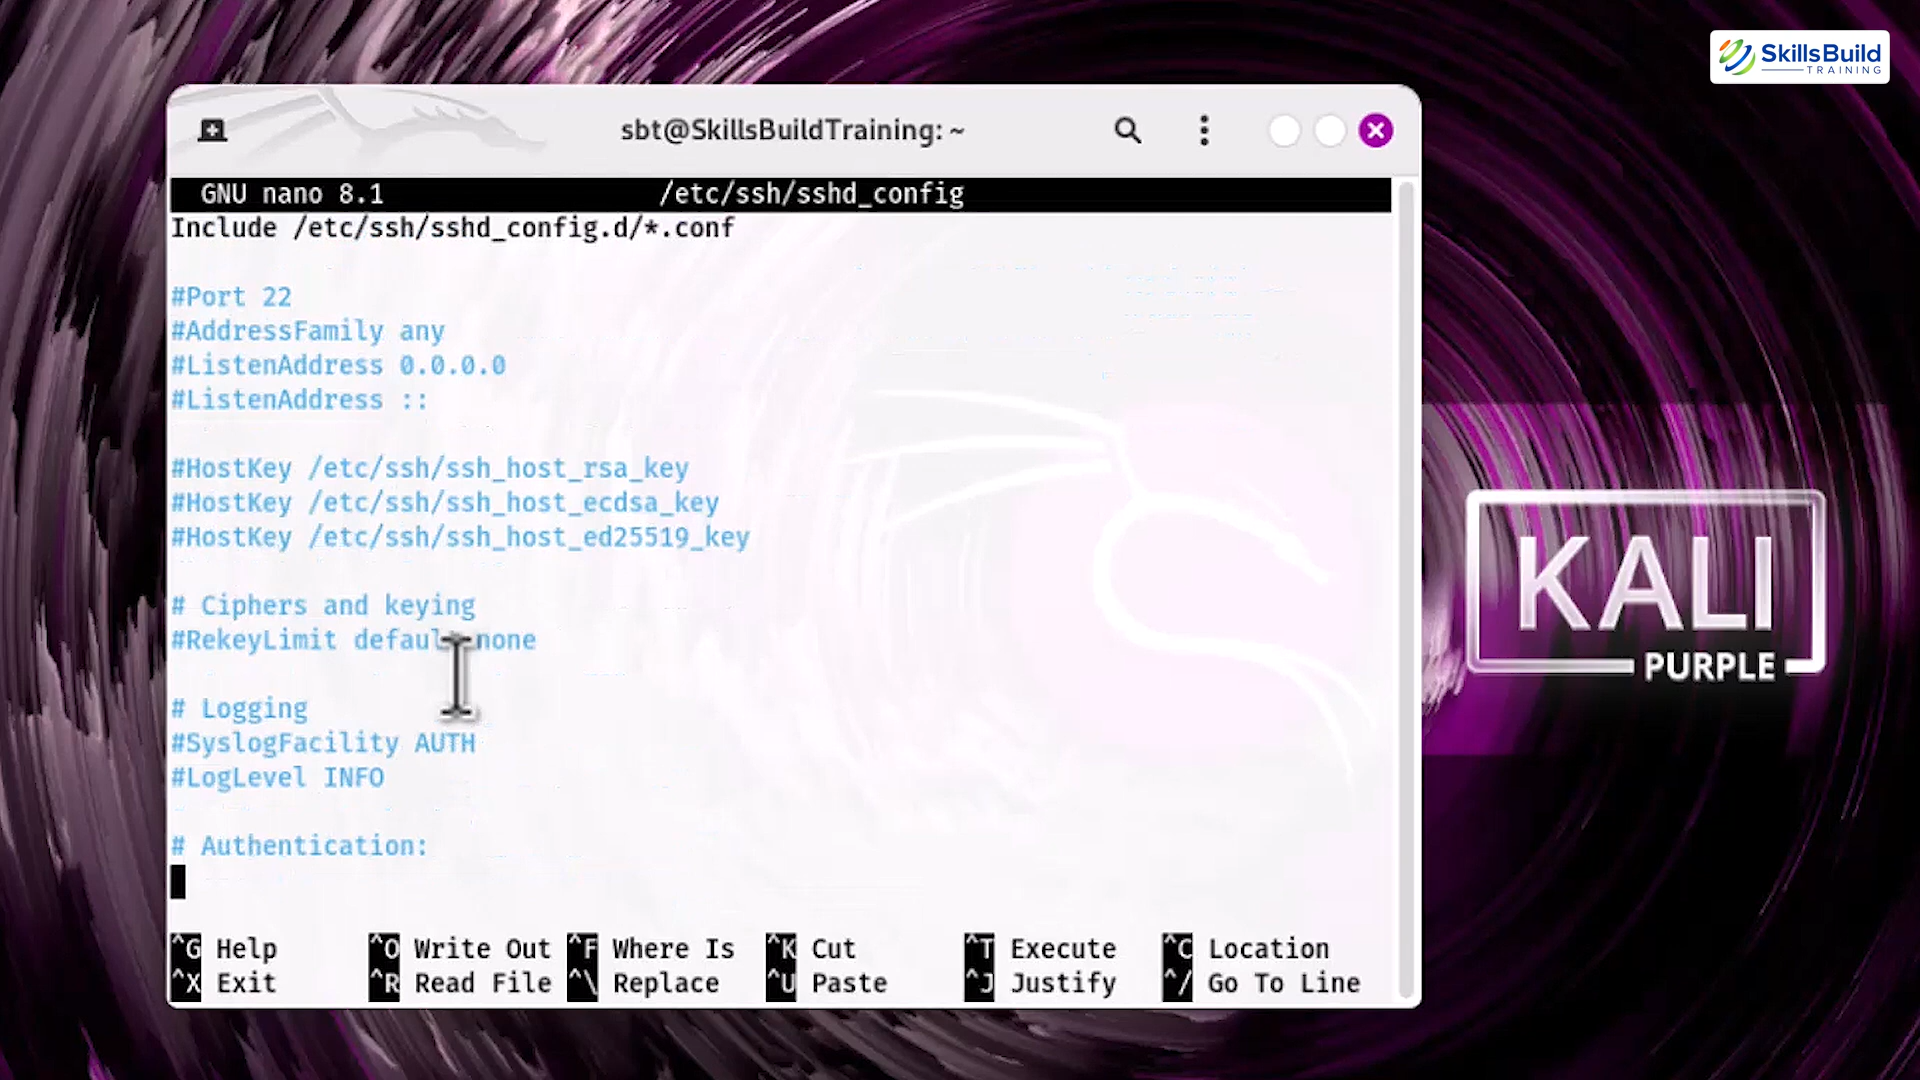 SkillsBuild
TRAINING
sbt@SkillsBuildTraining: ~
GNU nano 8.1 /etc/ssh/sshd_config
Include /etc/ssh/sshd_config.d/*.conf
#Port 22
#AddressFamily any
#ListenAddress 0.0.0.0
#ListenAddress ::
#HostKey /etc/ssh/ssh_host_rsa_key
#HostKey /etc/ssh/ssh_host_ecdsa_key
#HostKey /etc/ssh/ssh_host_ed25519_key
# Ciphers and keying
#RekeyLimit default none
# Logging
#SyslogFacility AUTH
#LogLevel INFO
# Authentication:
^G Help ^O Write Out ^F Where Is ^K Cut ^T Execute ^C Location
^X Exit ^R Read File ^\ Replace ^U Paste ^J Justify ^/ Go To Line
KALI
PURPLE